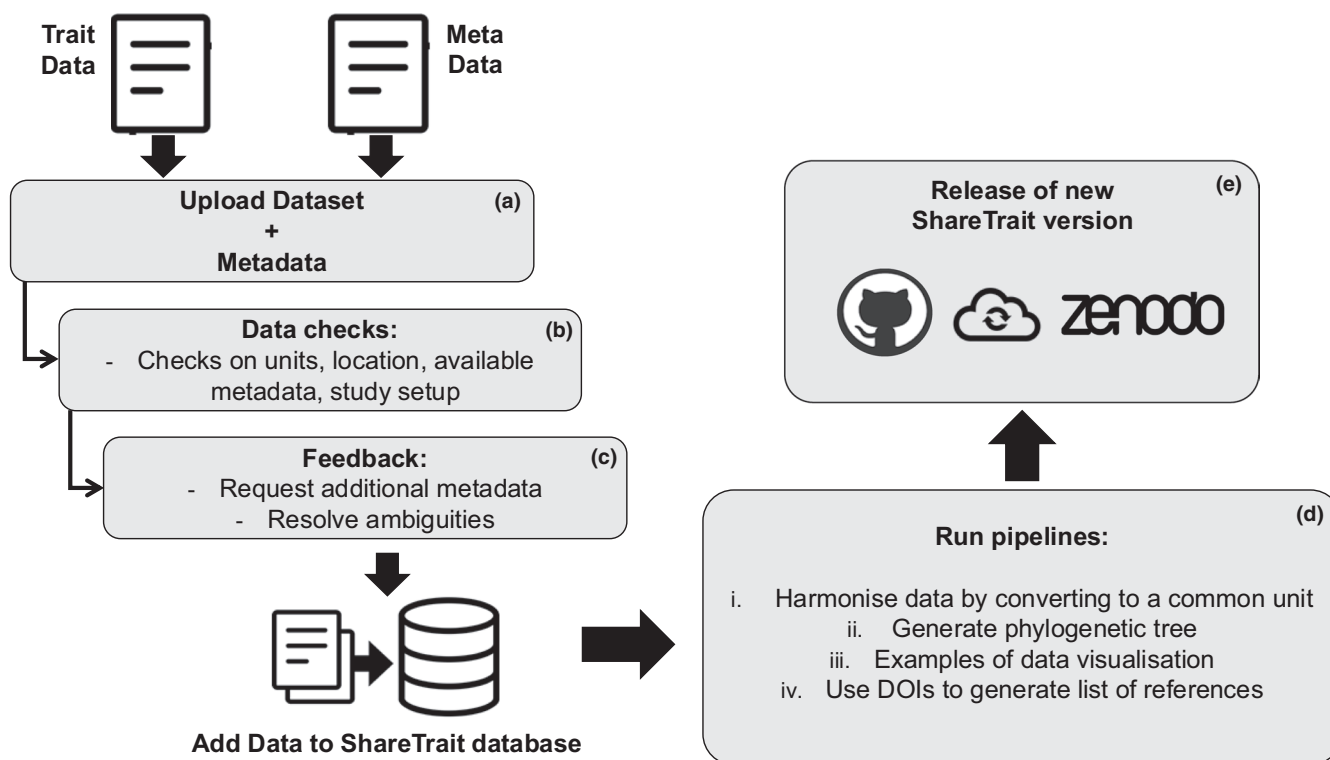 Trait
Data
Meta
Data
Upload Dataset
+
Metadata
(a)
Data checks:
(b)
- Checks on units, location, available
metadata, study setup
Feedback:
(c)
- Request additional metadata
- Resolve ambiguities
Add Data to ShareTrait database
(d)
Run pipelines:
i. Harmonise data by converting to a common unit
ii. Generate phylogenetic tree
iii. Examples of data visualisation
iv. Use DOIs to generate list of references
Release of new
ShareTrait version
(e)
zenodo